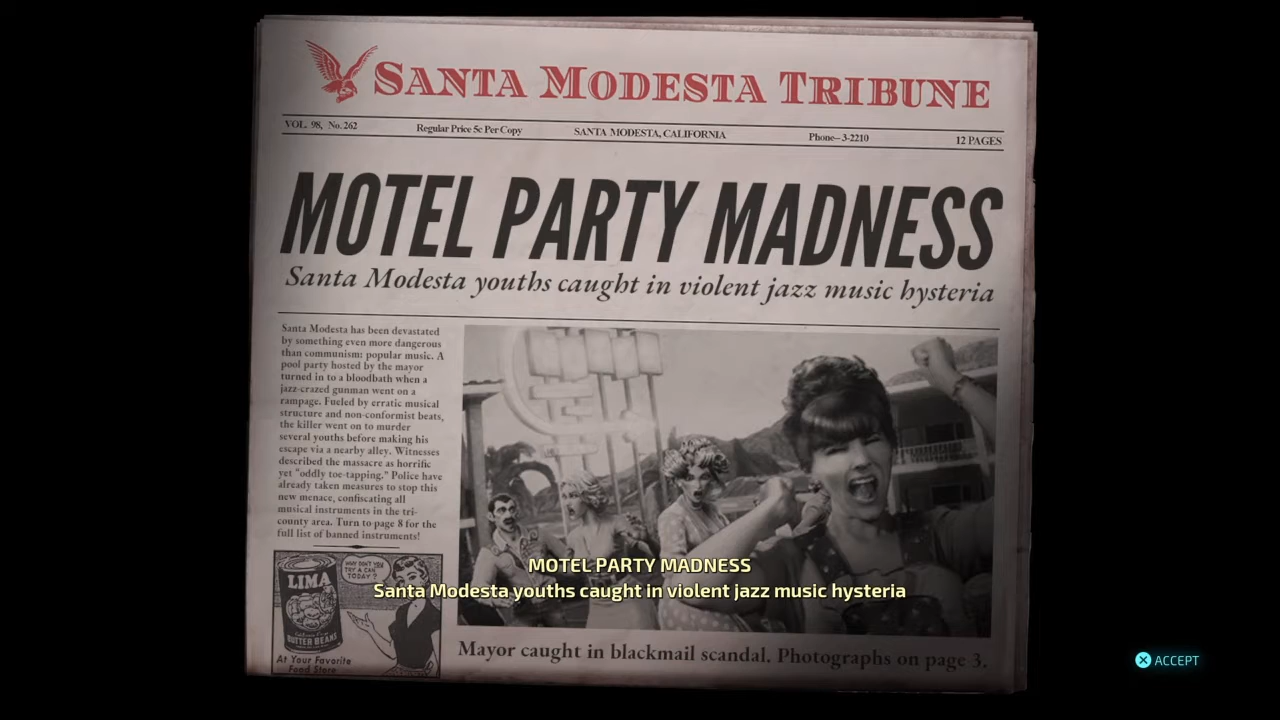 SANTA MODESTA TRIBUNE
VOL. 98, No. 262 Regular Price 5c Per Copy SANTA MODESTA, CALIFORNIA Phone–3-2210 12 PAGES
MOTEL PARTY MADNESS
Santa Modesta youths caught in violent jazz music hysteria
Santa Modesta has been devastated
by something even more dangerous
than communism: popular music. A
pool party hosted by the mayor
turned in to a bloodbath when a
jazz-crazed gunman went on a
rampage. Fueled by erratic musical
structure and non-conformist beats,
the killer went on to murder
several youths before making his
escape via a nearby alley. Witnesses
described the massacre as horrific
yet "oddly toe-tapping." Police have
already taken measures to stop this
new menace, confiscating all
musical instruments in the tri-
county area. Turn to page 8 for the
full list of banned instruments!
LIMA
BUTTER BEANS
WHY DON'T YOU
TRY A CAN
TODAY?
At Your Favorite
Food Store
Mayor caught in blackmail scandal. Photographs on page 3.
MOTEL PARTY MADNESS
Santa Modesta youths caught in violent jazz music hysteria
ACCEPT